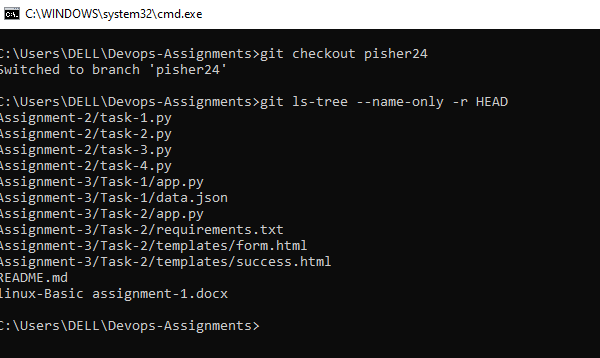 C:\WINDOWS\system32\cmd.exe
C:\Users\DELL\Devops-Assignments>git checkout pisher24
Switched to branch 'pisher24'
C:\Users\DELL\Devops-Assignments>git ls-tree --name-only -r HEAD
Assignment-2/task-1.py
Assignment-2/task-2.py
Assignment-2/task-3.py
Assignment-2/task-4.py
Assignment-3/Task-1/app.py
Assignment-3/Task-1/data.json
Assignment-3/Task-2/app.py
Assignment-3/Task-2/requirements.txt
Assignment-3/Task-2/templates/form.html
Assignment-3/Task-2/templates/success.html
README.md
linux-Basic assignment-1.docx
C:\Users\DELL\Devops-Assignments>